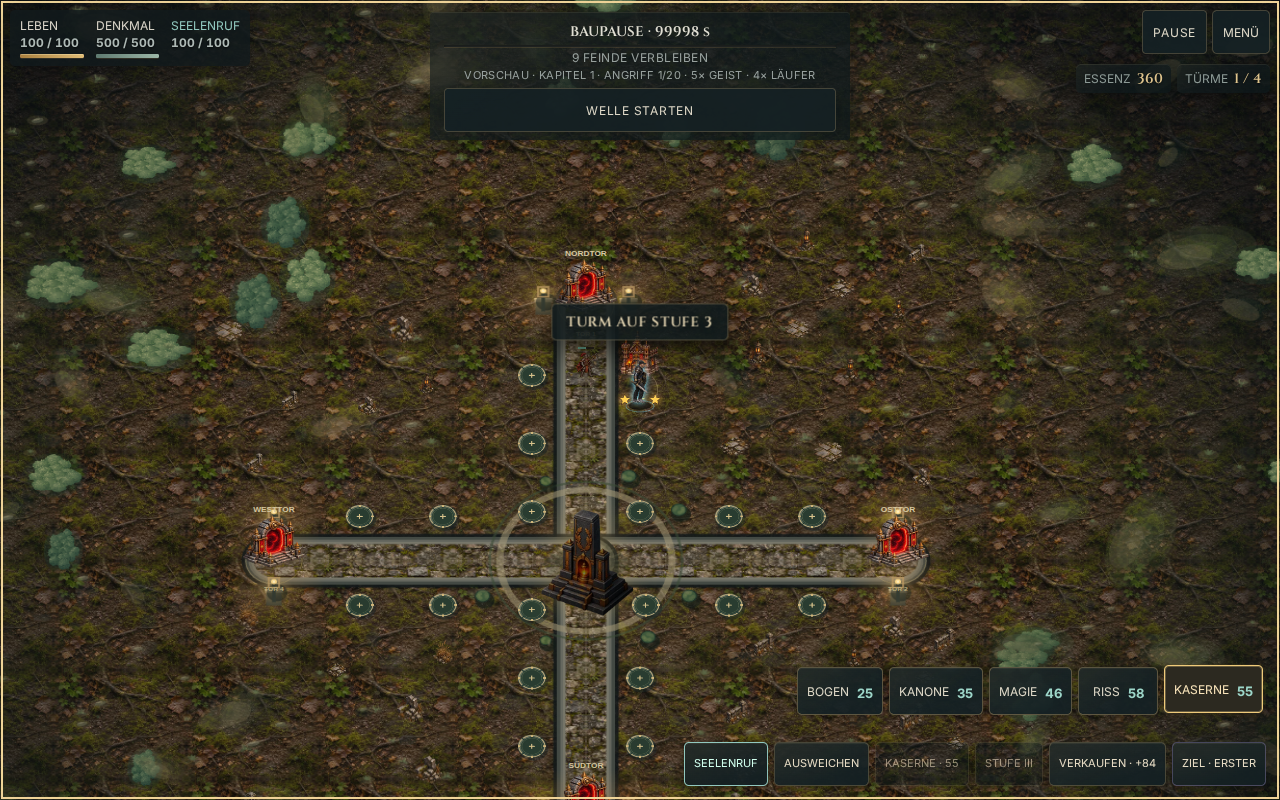 LEBEN
100 / 100
DENKMAL
500 / 500
SEELENRUF
100 / 100
BAUPAUSE · 99998 s
9 FEINDE VERBLEIBEN
VORSCHAU · KAPITEL 1 · ANGRIFF 1/20 · 5× GEIST · 4× LÄUFER
WELLE STARTEN
PAUSE
MENÜ
ESSENZ 360
TÜRME 1 / 4
NORDTOR
TURM AUF STUFE 3
WESTTOR
OSTTOR
SÜDTOR
BOGEN 25
KANONE 35
MAGIE 46
RISS 58
KASERNE 55
SEELENRUF
AUSWEICHEN
KASERNE · 55
STUFE III
VERKAUFEN · +84
ZIEL · ERSTER